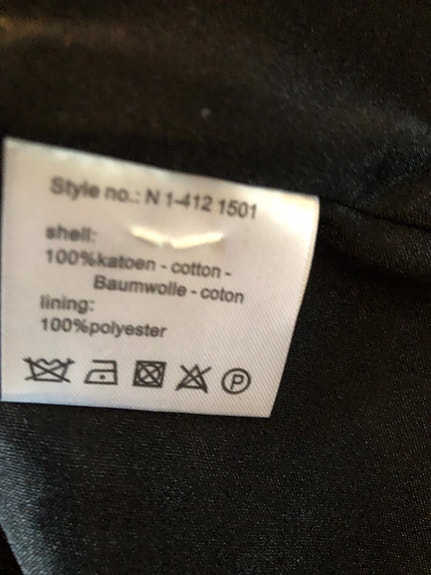 Style no.: N 1-412 1501
shell:
100%katoen - cotton -
Baumwolle - coton
lining:
100%polyester
P